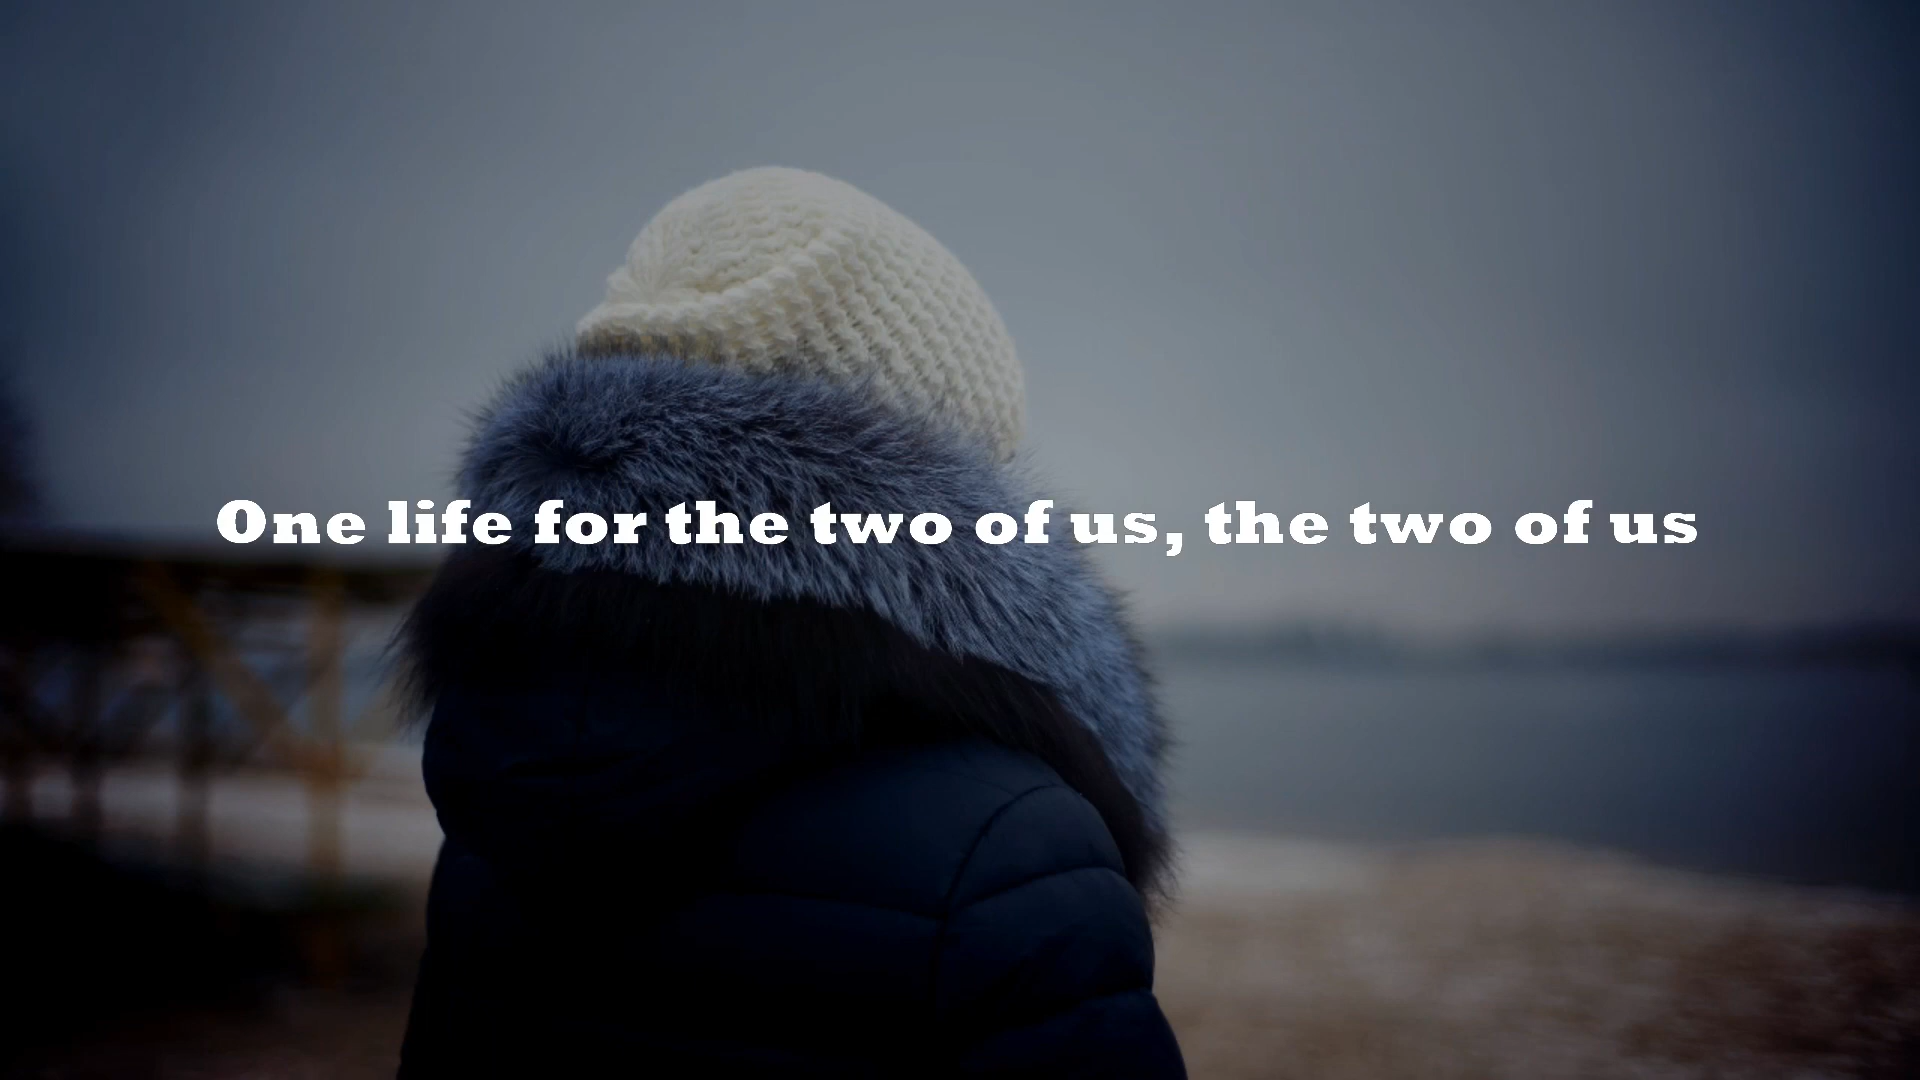 One life for the two of us, the two of us